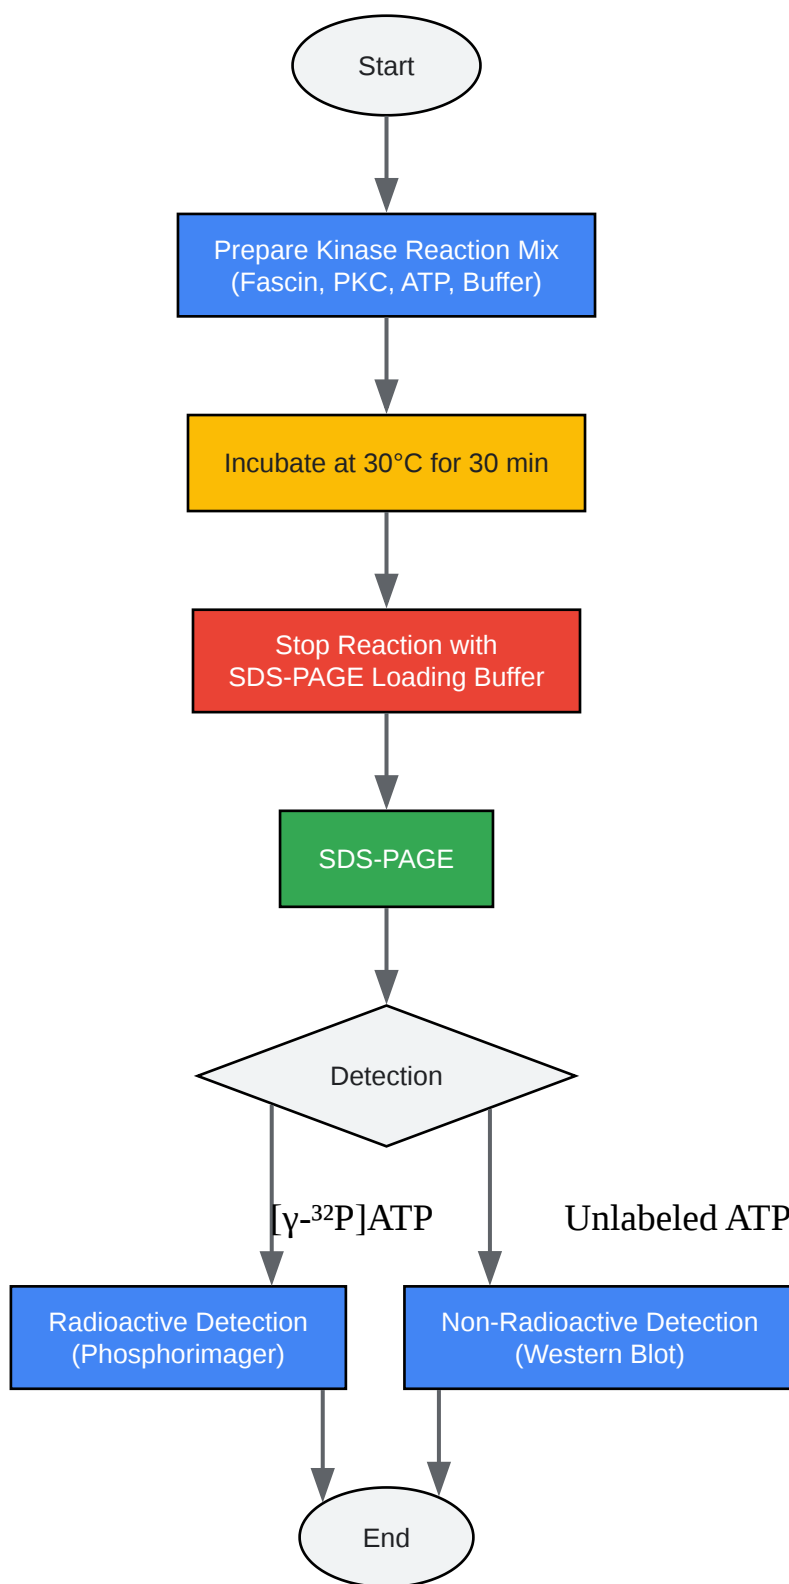 Start
Prepare Kinase Reaction Mix
(Fascin, PKC, ATP, Buffer)
Incubate at 30°C for 30 min
Stop Reaction with
SDS-PAGE Loading Buffer
SDS-PAGE
Detection
[γ-³²P]ATP
Unlabeled ATP
Radioactive Detection
(Phosphorimager)
Non-Radioactive Detection
(Western Blot)
End